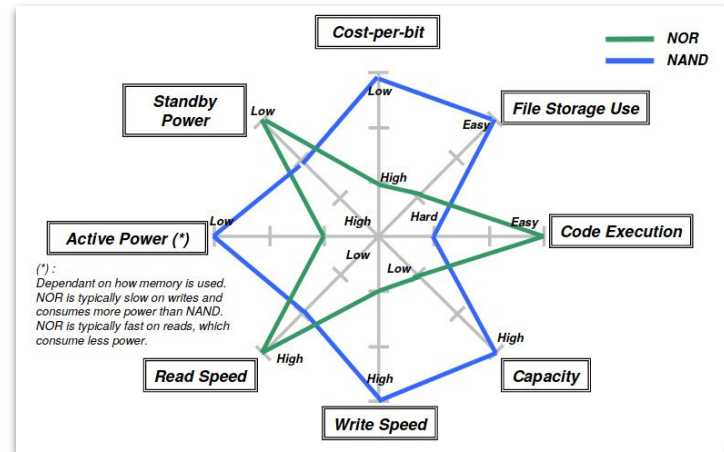 Cost-per-bit
NOR
NAND
Standby
Power
Low
Low
File Storage Use
Easy
High
Active Power (*)
Low
High
Hard
Easy
Code Execution
(*) :
Dependant on how memory is used.
NOR is typically slow on writes and
consumes more power than NAND.
NOR is typically fast on reads, which
consume less power.
Low
Low
Read Speed
High
High
High
Capacity
Write Speed